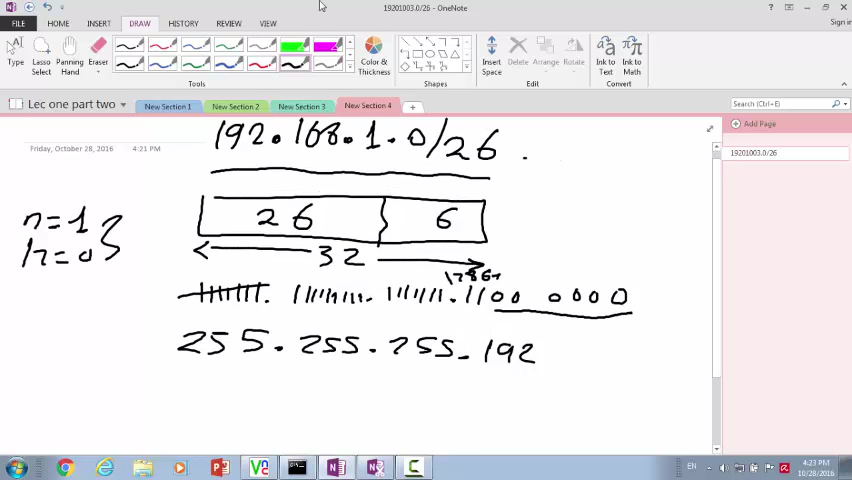 19201003.0/26 - OneNote
Sign in
FILE HOME INSERT DRAW HISTORY REVIEW VIEW
Type Lasso Select Panning Hand Eraser Color & Thickness Insert Space Delete Arrange Rotate Ink to Text Ink to Math
Tools Shapes Edit Convert
Lec one part two New Section 1 New Section 2 New Section 3 New Section 4 + Search (Ctrl+E)
Add Page
19201003.0/26
Friday, October 28, 2016 4:21 PM
192.168.1.0/26.
26 6
n=1
h=0
32
128 64
11111111.11111111.11111111.1100 0000
255.255.255.192
EN 4:23 PM
10/28/2016